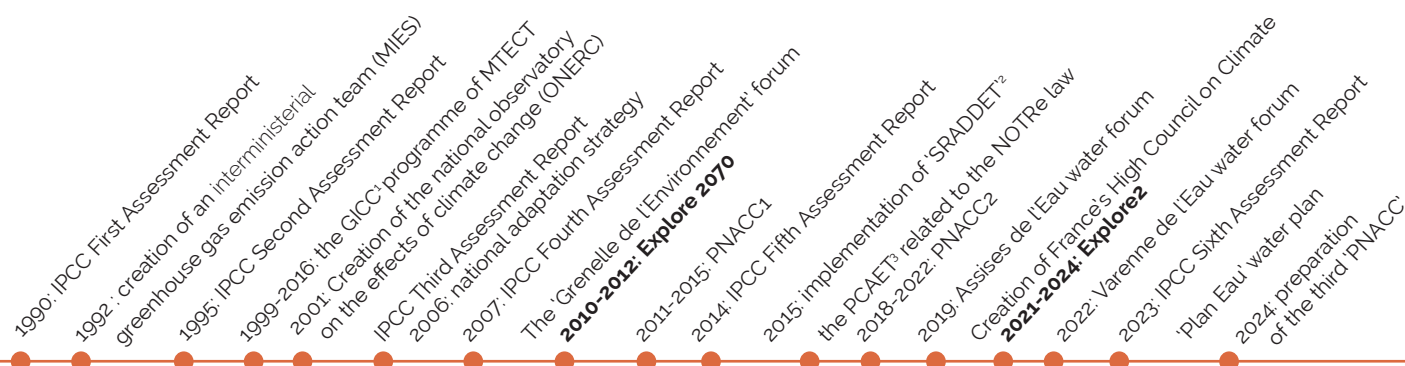 1990: IPCC First Assessment Report
1992 : creation of an interministerial
greenhouse gas emission action team (MIES)
1995: IPCC Second Assessment Report
1999-2016: the GICC¹ programme of MTECT
2001: Creation of the national observatory
on the effects of climate change (ONERC)
IPCC Third Assessment Report
2006: national adaptation strategy
2007: IPCC Fourth Assessment Report
The 'Grenelle de l'Environnement' forum
2010-2012: Explore 2070
2011-2015: PNACC1
2014: IPCC Fifth Assessment Report
2015: implementation of 'SRADDET'²
the PCAET³ related to the NOTRe law
2018-2022: PNACC2
2019: Assises de l'Eau water forum
Creation of France's High Council on Climate
2021-2024: Explore2
2022: Varenne de l'Eau water forum
2023: IPCC Sixth Assessment Report
'Plan Eau' water plan
2024: preparation
of the third 'PNACC'